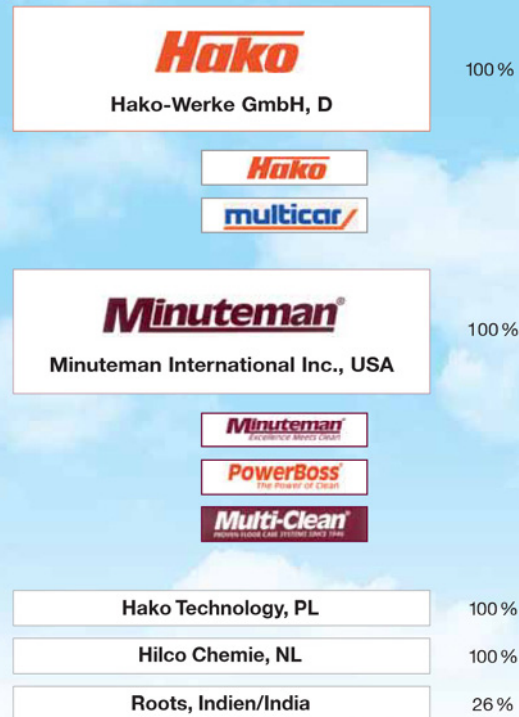 Hako
Hako-Werke GmbH, D
100 %
Hako
multicar
Minuteman®
Minuteman International Inc., USA
100 %
Minuteman®
Excellence Meets Clean
PowerBoss®
The Power of Clean
Multi-Clean®
PROVEN FLOOR CARE SYSTEMS SINCE 1946
Hako Technology, PL 100 %
Hilco Chemie, NL 100 %
Roots, Indien/India 26 %